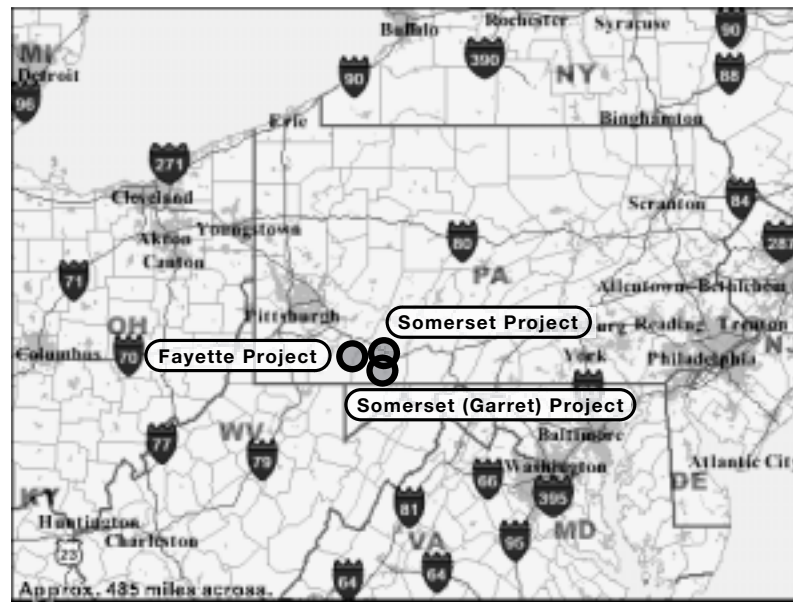 Buffalo
Rochester
Syracuse
90
MI
Detroit
390
NY
96
90
88
Erie
Binghamton
271
Cleveland
Scranton
84
Akron
Youngstown
80
287
Canton
71
PA
Allentown-Bethlehem
Pittsburgh
Somerset Project
urg Reading Trenton
OH
N.
Columbus
70
Fayette Project
York
Philadelphia
Somerset (Garret) Project
WV
77
79
Baltimore
66
Washington
Atlantic City
DE
KY
81
395
Huntington
MD
23
Charleston
VA
95
64
64
Approx. 485 miles across.